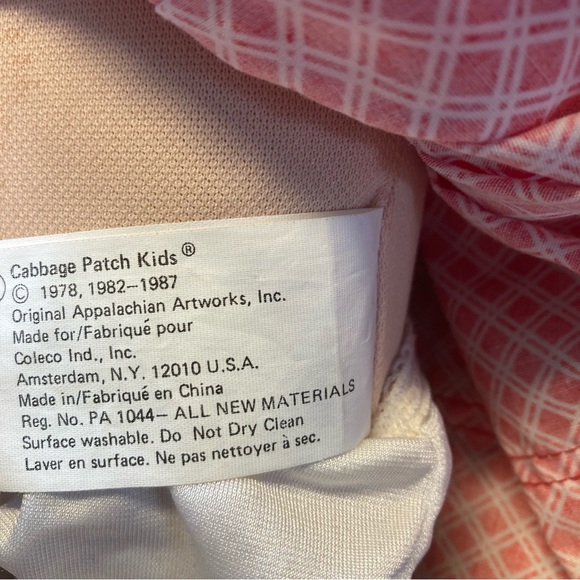 Cabbage Patch Kids®
© 1978, 1982–1987
Original Appalachian Artworks, Inc.
Made for/Fabriqué pour
Coleco Ind., Inc.
Amsterdam, N.Y. 12010 U.S.A.
Made in/Fabriqué en China
Reg. No. PA 1044— ALL NEW MATERIALS
Surface washable. Do Not Dry Clean
Laver en surface. Ne pas nettoyer à sec.